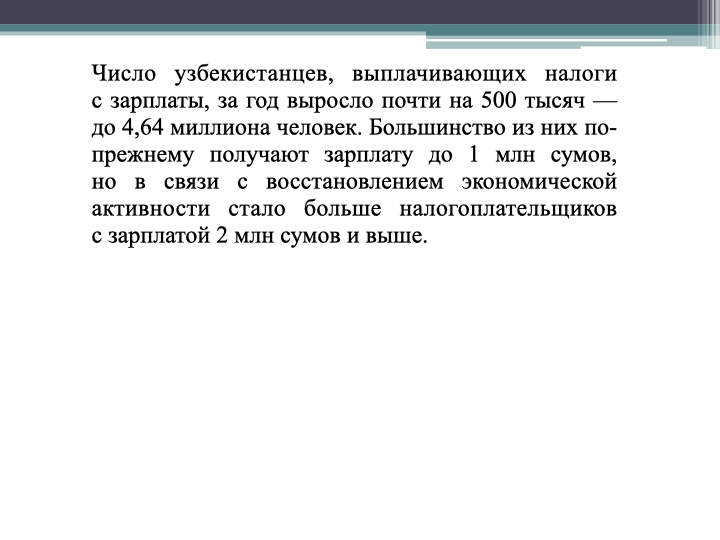 Число узбекистанцев, выплачивающих налоги
с зарплаты, за год выросло почти на 500 тысяч —
до 4,64 миллиона человек. Большинство из них по-
прежнему получают зарплату до 1 млн сумов,
но в связи с восстановлением экономической
активности стало больше налогоплательщиков
с зарплатой 2 млн сумов и выше.